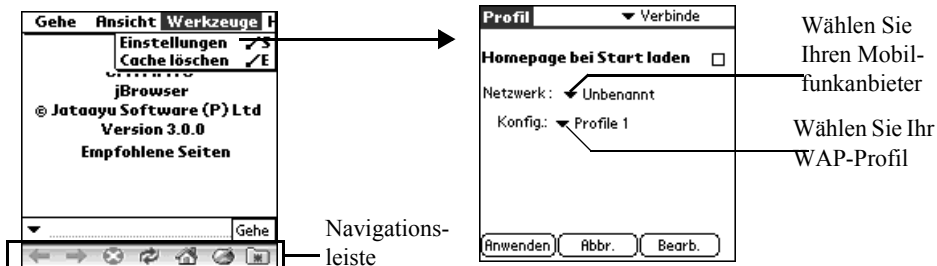 Gehe Ansicht Werkzeuge H
Einstellungen /S
Cache löschen /E
jBrowser
© Jataayu Software (P) Ltd
Version 3.0.0
Empfohlene Seiten
Gehe
Navigations-
leiste
Profil Verbinde
Homepage bei Start laden
Netzwerk: Unbenannt
Konfig.: Profile 1
Anwenden Abbr. Bearb.
Wählen Sie
Ihren Mobil-
funkanbieter
Wählen Sie Ihr
WAP-Profil